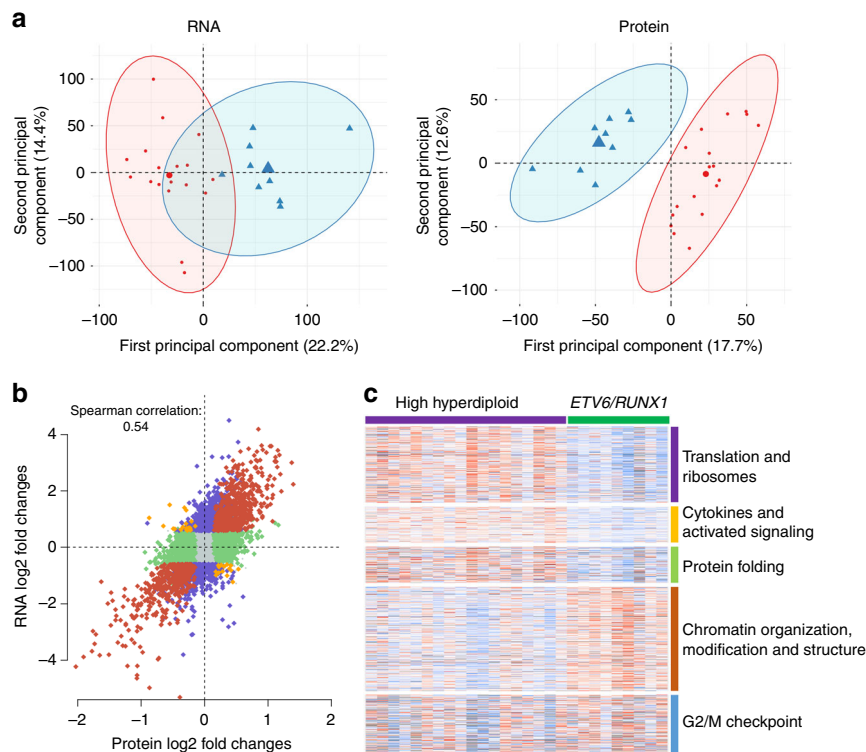 a
RNA
Protein
Second principal
component (14.4%)
100
50
0
−50
−100
−100
0
100
First principal component (22.2%)
Second principal
component (12.6%)
50
0
−50
−100
−100
−50
0
50
First principal component (17.7%)
b
Spearman correlation:
0.54
RNA log2 fold changes
4
2
0
−2
−4
−2
−1
0
1
2
Protein log2 fold changes
c
High hyperdiploid
ETV6/RUNX1
Translation and
ribosomes
Cytokines and
activated signaling
Protein folding
Chromatin organization,
modification and structure
G2/M checkpoint